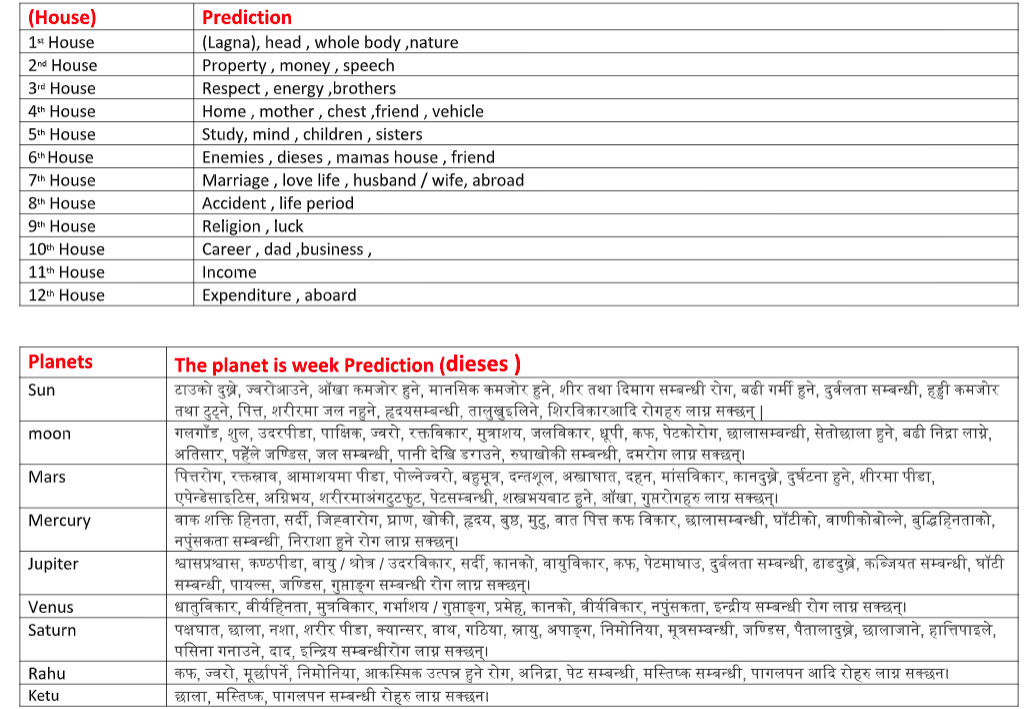 (House) Prediction
1st House (Lagna), head , whole body ,nature
2nd House Property , money , speech
3rd House Respect , energy ,brothers
4th House Home , mother , chest ,friend , vehicle
5th House Study, mind , children , sisters
6th House Enemies , dieses , mamas house , friend
7th House Marriage , love life , husband / wife, abroad
8th House Accident , life period
9th House Religion , luck
10th House Career , dad ,business ,
11th House Income
12th House Expenditure , aboard
Planets The planet is week Prediction (dieses )
Sun टाउको दुख्ने, ज्वरोआउने, आँखा कमजोर हुने, मानसिक कमजोर हुने, शीर तथा दिमाग सम्बन्धी रोग, बढी गर्मी हुने, दुर्वलता सम्बन्धी, हड्डी कमजोर
तथा टुट्ने, पित्त, शरीरमा जल नहुने, हृदयसम्बन्धी, तालुखुइलिने, शिरविकारआदि रोगहरु लाग्न सक्छन् |
moon गलगाँड, शुल, उदरपीडा, पाक्षिक, ज्वरो, रक्तविकार, मुत्राशय, जलविकार, धूपी, कफ, पेटकोरोग, छालासम्बन्धी, सेतोछाला हुने, बढी निद्रा लाग्ने,
अतिसार, पहेँले जण्डिस, जल सम्बन्धी, पानी देखि डराउने, रुघाखोकी सम्बन्धी, दमरोग लाग्न सक्छन्।
Mars पित्तरोग, रक्तस्राव, आमाशयमा पीडा, पोल्नेज्वरो, बहुमूत्र, दन्तशूल, अस्त्राघात, दहन, मांसविकार, कानदुख्ने, दुर्घटना हुने, शीरमा पीडा,
एपेन्डेसाइटिस, अग्निभय, शरीरमाअंगटुटफुट, पेटसम्बन्धी, शस्त्रभयबाट हुने, आँखा, गुप्तरोगहरु लाग्न सक्छन्।
Mercury वाक शक्ति हिनता, सर्दी, जिह्वारोग, घ्राण, खोकी, हृदय, बुष्ठ, मुटु, वात पित्त कफ विकार, छालासम्बन्धी, घाँटीको, वाणीकोबोल्ने, बुद्धिहिनताको,
नपुंसकता सम्बन्धी, निराशा हुने रोग लाग्न सक्छन्।
Jupiter श्वासप्रश्वास, कण्ठपीडा, वायु / श्रोत्र / उदरविकार, सर्दी, कानको, वायुविकार, कफ, पेटमाघाउ, दुर्बलता सम्बन्धी, ढाडदुख्ने, कब्जियत सम्बन्धी, घाँटी
सम्बन्धी, पायल्स, जण्डिस, गुप्ताङ्ग सम्बन्धी रोग लाग्न सक्छन्।
Venus धातुविकार, वीर्यहिनता, मुत्रविकार, गर्भाशय / गुप्ताङ्ग, प्रमेह, कानको, वीर्यविकार, नपुंसकता, इन्द्रीय सम्बन्धी रोग लाग्न सक्छन्।
Saturn पक्षघात, छाला, नशा, शरीर पीडा, क्यान्सर, वाथ, गठिया, स्नायु, अपाङ्ग, निमोनिया, मूत्रसम्वन्धी, जण्डिस, पैतालादुख्ने, छालाजाने, हात्तिपाइले,
पसिना गनाउने, दाद, इन्द्रिय सम्बन्धीरोग लाग्न सक्छन्।
Rahu कफ, ज्वरो, मूर्छापर्ने, निमोनिया, आकस्मिक उत्पन्न हुने रोग, अनिद्रा, पेट सम्बन्धी, मस्तिष्क सम्बन्धी, पागलपन आदि रोहरु लाग्न सक्छन।
Ketu छाला, मस्तिष्क, पागलपन सम्बन्धी रोहरु लाग्न सक्छन।